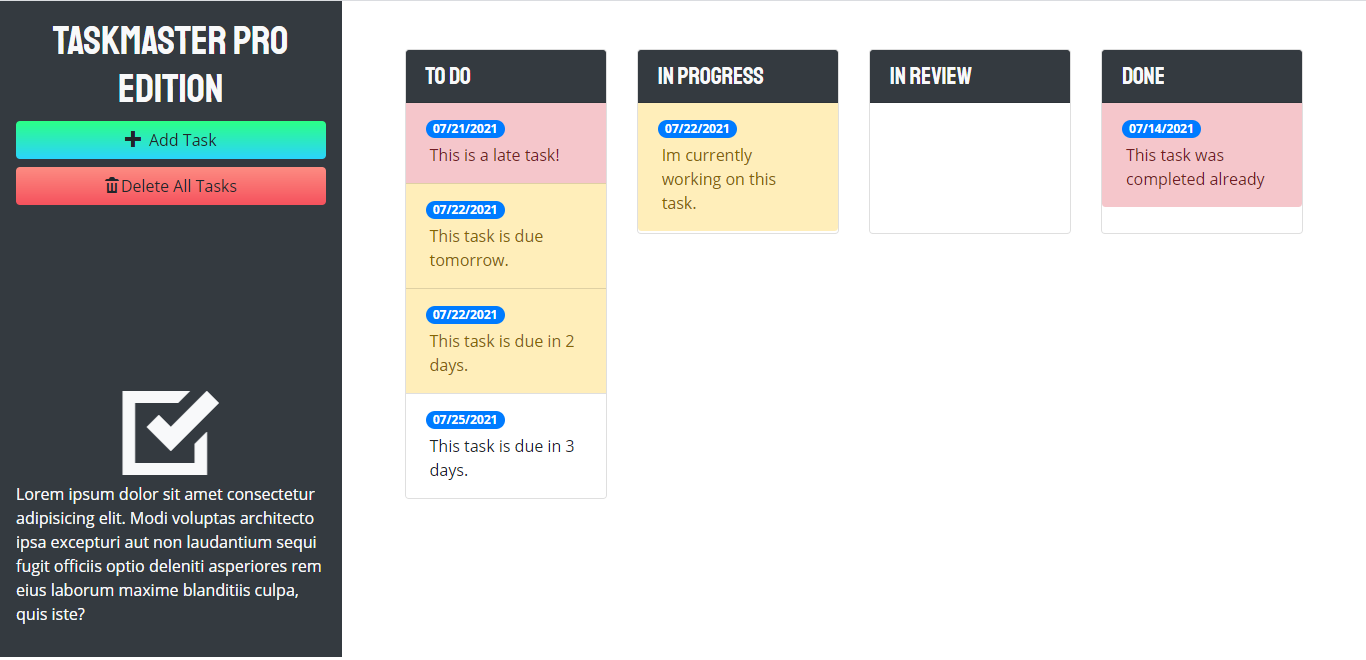 TASKMASTER PRO
EDITION
Add Task
Delete All Tasks
Lorem ipsum dolor sit amet consectetur
adipisicing elit. Modi voluptas architecto
ipsa excepturi aut non laudantium sequi
fugit officiis optio deleniti asperiores rem
eius laborum maxime blanditiis culpa,
quis iste?
TO DO
07/21/2021
This is a late task!
07/22/2021
This task is due
tomorrow.
07/22/2021
This task is due in 2
days.
07/25/2021
This task is due in 3
days.
IN PROGRESS
07/22/2021
Im currently
working on this
task.
IN REVIEW
DONE
07/14/2021
This task was
completed already